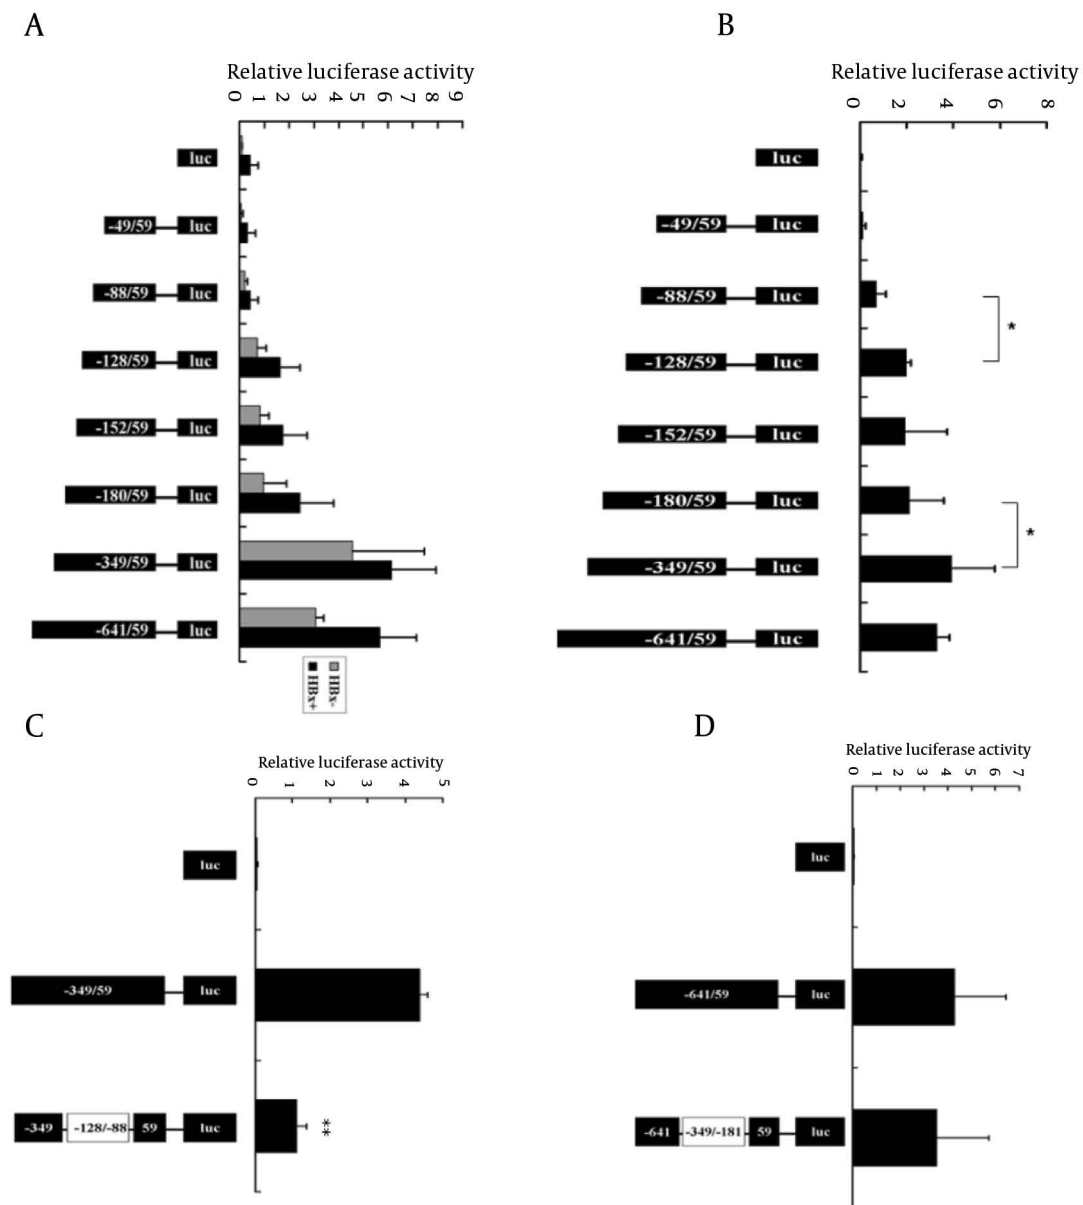 A
Relative luciferase activity
0 1 2 3 4 5 6 7 8 9
luc
-49/59 luc
-88/59 luc
-128/59 luc
-152/59 luc
-180/59 luc
-349/59 luc
-641/59 luc
HBx-
HBx+
B
Relative luciferase activity
0 2 4 6 8
luc
-49/59 luc
-88/59 luc
*
-128/59 luc
-152/59 luc
-180/59 luc
*
-349/59 luc
-641/59 luc
C
Relative luciferase activity
0 1 2 3 4 5
luc
-349/59 luc
-349 -128/-88 59 luc
**
D
Relative luciferase activity
0 1 2 3 4 5 6 7
luc
-641/59 luc
-641 -349/-181 59 luc